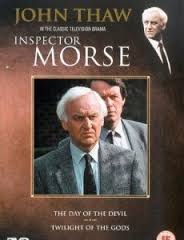 JOHN THAW
IN THE CLASSIC TELEVISION DRAMA
INSPECTOR
MORSE
THE DAY OF THE DEVIL
TWILIGHT OF THE GODS